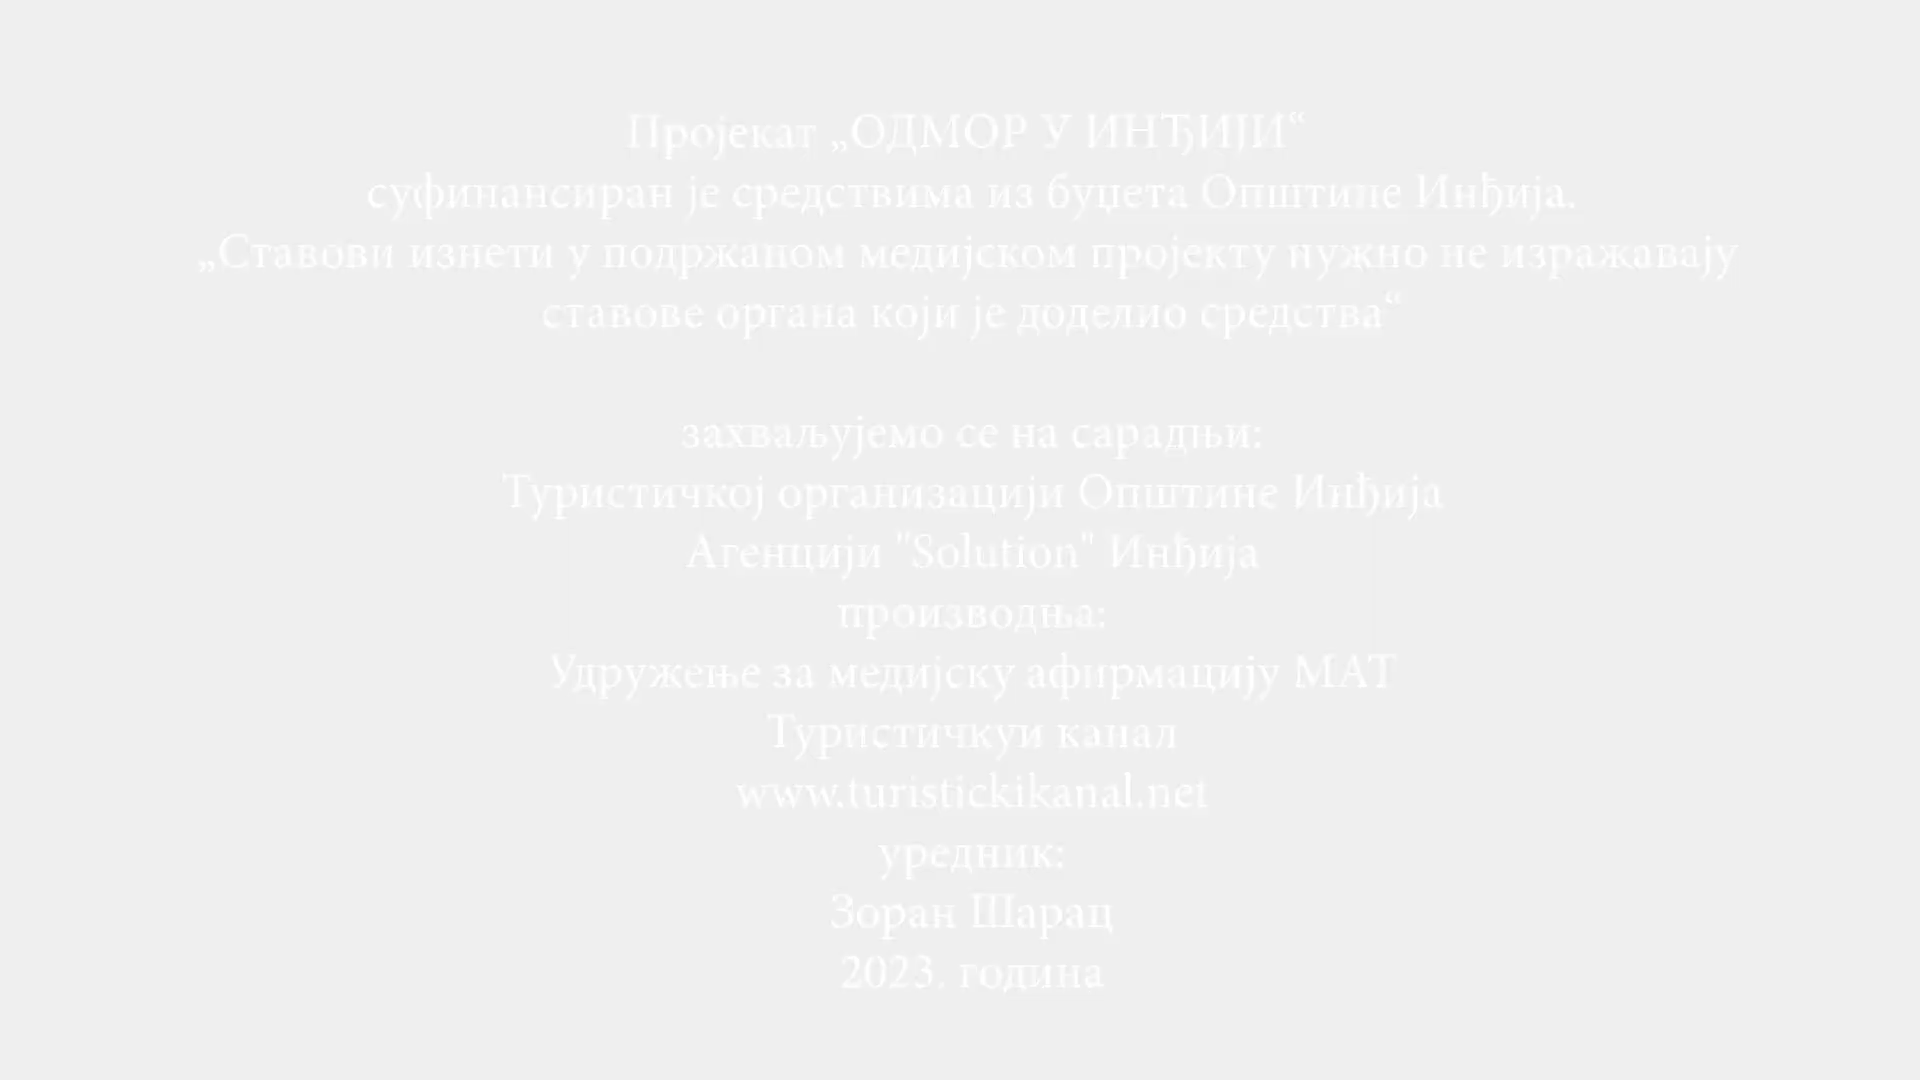 Пројекат „ОДМОР У ИНЂИЈИ“
суфинансиран је средствима из буџета Општине Инђија.
„Ставови изнети у подржаном медијском пројекту нужно не изражавају
ставове органа који је доделио средства“
захваљујемо се на сарадњи:
Туристичкој организацији Општине Инђија
Агенцији "Solution" Инђија
производња:
Удружење за медијску афирмацију МАТ
Туристичкуи канал
www.turistickikanal.net
уредник:
Зоран Шарац
2023. година